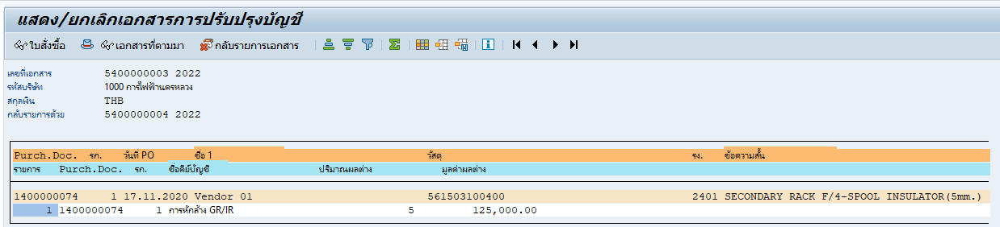 แสดง/ยกเลิกเอกสารการปรับปรุงบัญชี
ใบสั่งซื้อ เอกสารที่ตามมา กลับรายการเอกสาร
เลขที่เอกสาร 5400000003 2022
รหัสบริษัท 1000 การไฟฟ้านครหลวง
สกุลเงิน THB
กลับรายการด้วย 5400000004 2022
Purch.Doc. รก. วันที่ PO ชื่อ 1 วัสดุ รง. ข้อความสั้น
รายการ Purch.Doc. รก. ชื่อคีย์บัญชี ปริมาณผลต่าง มูลค่าผลต่าง
1400000074 1 17.11.2020 Vendor 01 561503100400 2401 SECONDARY RACK F/4-SPOOL INSULATOR(5mm.)
1 1400000074 1 การหักล้าง GR/IR 5 125,000.00